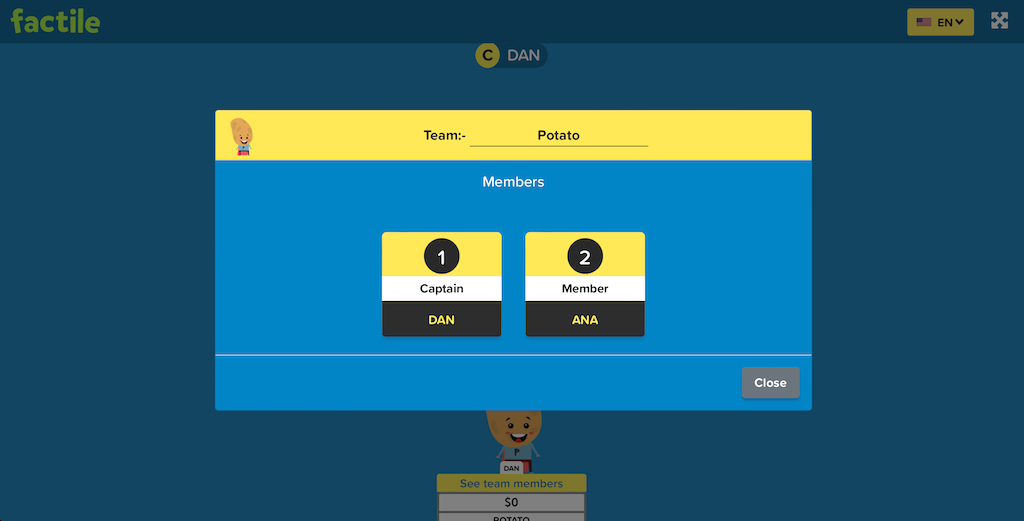 factile
EN
C DAN
Team:- Potato
Members
1 2
Captain Member
DAN ANA
Close
P
DAN
See team members
$0
POTATO